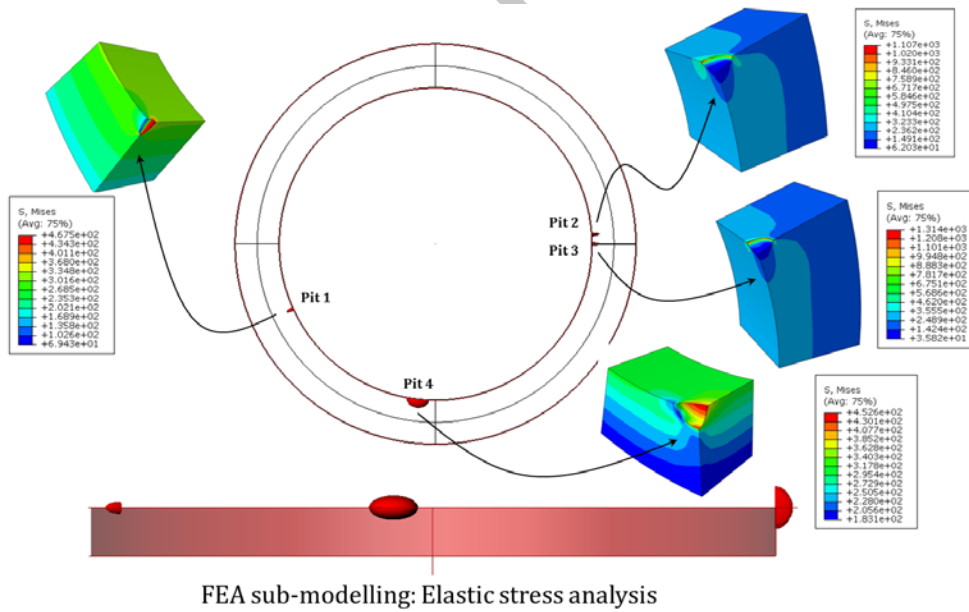 S, Mises
(Avg: 75%)
+1.107e+03
+1.020e+03
+9.331e+02
+8.460e+02
+7.589e+02
+6.717e+02
+5.846e+02
+4.975e+02
+4.104e+02
+3.233e+02
+2.362e+02
+1.491e+02
+6.203e+01
S, Mises
(Avg: 75%)
+4.675e+02
+4.343e+02
+4.011e+02
+3.680e+02
+3.348e+02
+3.016e+02
+2.685e+02
+2.353e+02
+2.021e+02
+1.689e+02
+1.358e+02
+1.026e+02
+6.943e+01
Pit 2
Pit 3
S, Mises
(Avg: 75%)
+1.314e+03
+1.208e+03
+1.101e+03
+9.948e+02
+8.883e+02
+7.817e+02
+6.751e+02
+5.686e+02
+4.620e+02
+3.555e+02
+2.489e+02
+1.424e+02
+3.582e+01
Pit 1
Pit 4
S, Mises
(Avg: 75%)
+4.526e+02
+4.301e+02
+4.077e+02
+3.852e+02
+3.628e+02
+3.403e+02
+3.178e+02
+2.954e+02
+2.729e+02
+2.505e+02
+2.280e+02
+2.056e+02
+1.831e+02
FEA sub-modelling: Elastic stress analysis